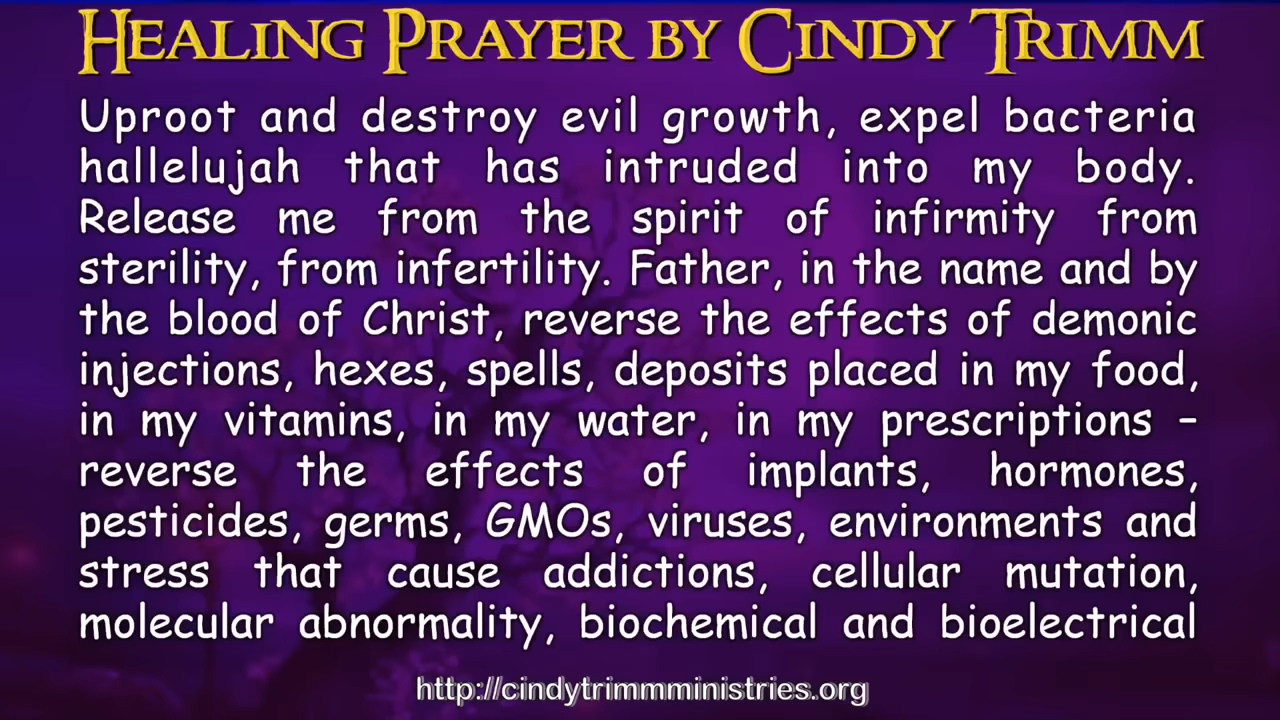 Healing Prayer by Cindy Trimm
Uproot and destroy evil growth, expel bacteria
hallelujah that has intruded into my body.
Release me from the spirit of infirmity from
sterility, from infertility. Father, in the name and by
the blood of Christ, reverse the effects of demonic
injections, hexes, spells, deposits placed in my food,
in my vitamins, in my water, in my prescriptions –
reverse the effects of implants, hormones,
pesticides, germs, GMOs, viruses, environments and
stress that cause addictions, cellular mutation,
molecular abnormality, biochemical and bioelectrical
http://cindytrimmministries.org